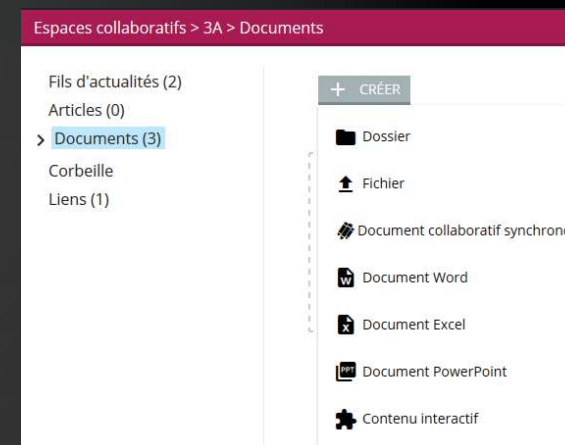 Espaces collaboratifs > 3A > Documents
Fils d'actualités (2)
Articles (0)
Documents (3)
Corbeille
Liens (1)
+ CRÉER
Dossier
Fichier
Document collaboratif synchron
W Document Word
X Document Excel
PPT Document PowerPoint
Contenu interactif